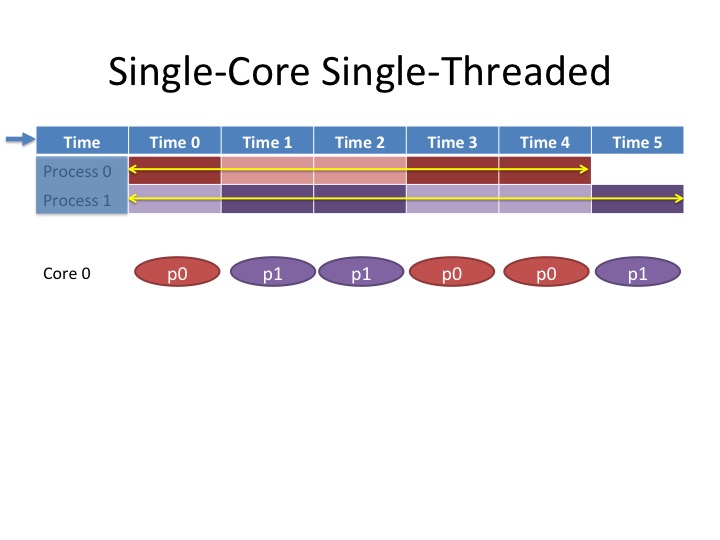 Single-Core Single-Threaded
Time Time 0 Time 1 Time 2 Time 3 Time 4 Time 5
Process 0
Process 1
Core 0 p0 p1 p1 p0 p0 p1